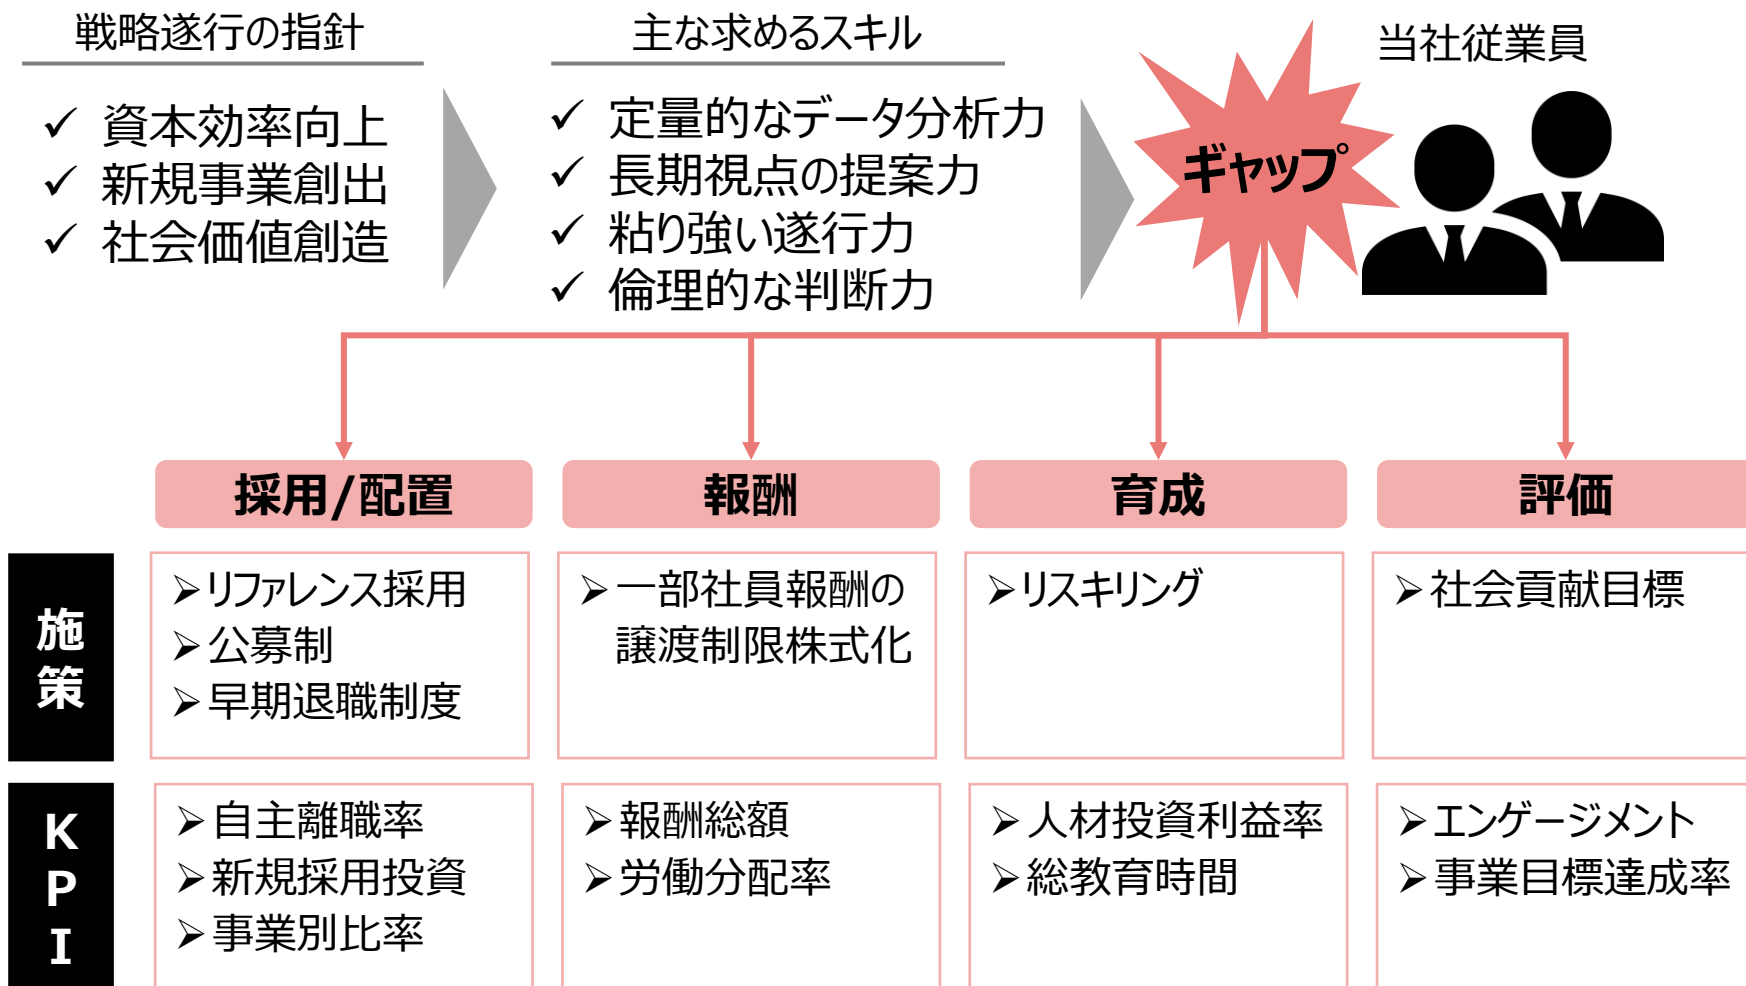 戦略遂行の指針
✓ 資本効率向上
✓ 新規事業創出
✓ 社会価値創造
主な求めるスキル
✓ 定量的なデータ分析力
✓ 長期視点の提案力
✓ 粘り強い遂行力
✓ 倫理的な判断力
ギャップ
当社従業員
採用/配置
報酬
育成
評価
施策
➢リファレンス採用
➢公募制
➢早期退職制度
➢一部社員報酬の
譲渡制限株式化
➢リスキリング
➢社会貢献目標
KPI
➢自主離職率
➢新規採用投資
➢事業別比率
➢報酬総額
➢労働分配率
➢人材投資利益率
➢総教育時間
➢エンゲージメント
➢事業目標達成率